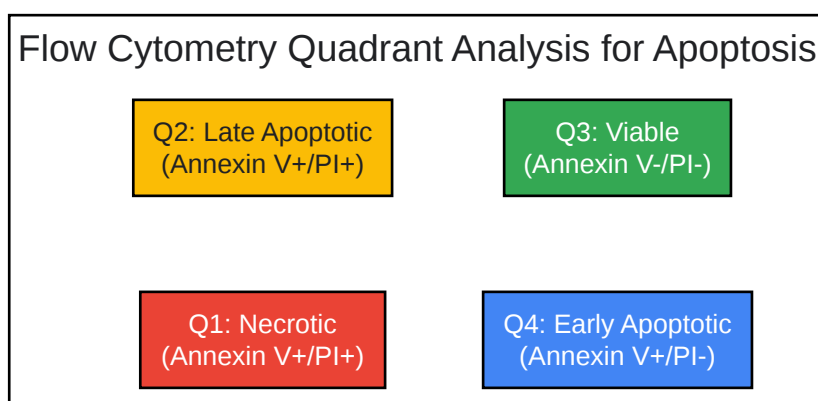 Flow Cytometry Quadrant Analysis for Apoptosis
Q2: Late Apoptotic
(Annexin V+/PI+)
Q3: Viable
(Annexin V-/PI-)
Q1: Necrotic
(Annexin V+/PI+)
Q4: Early Apoptotic
(Annexin V+/PI-)